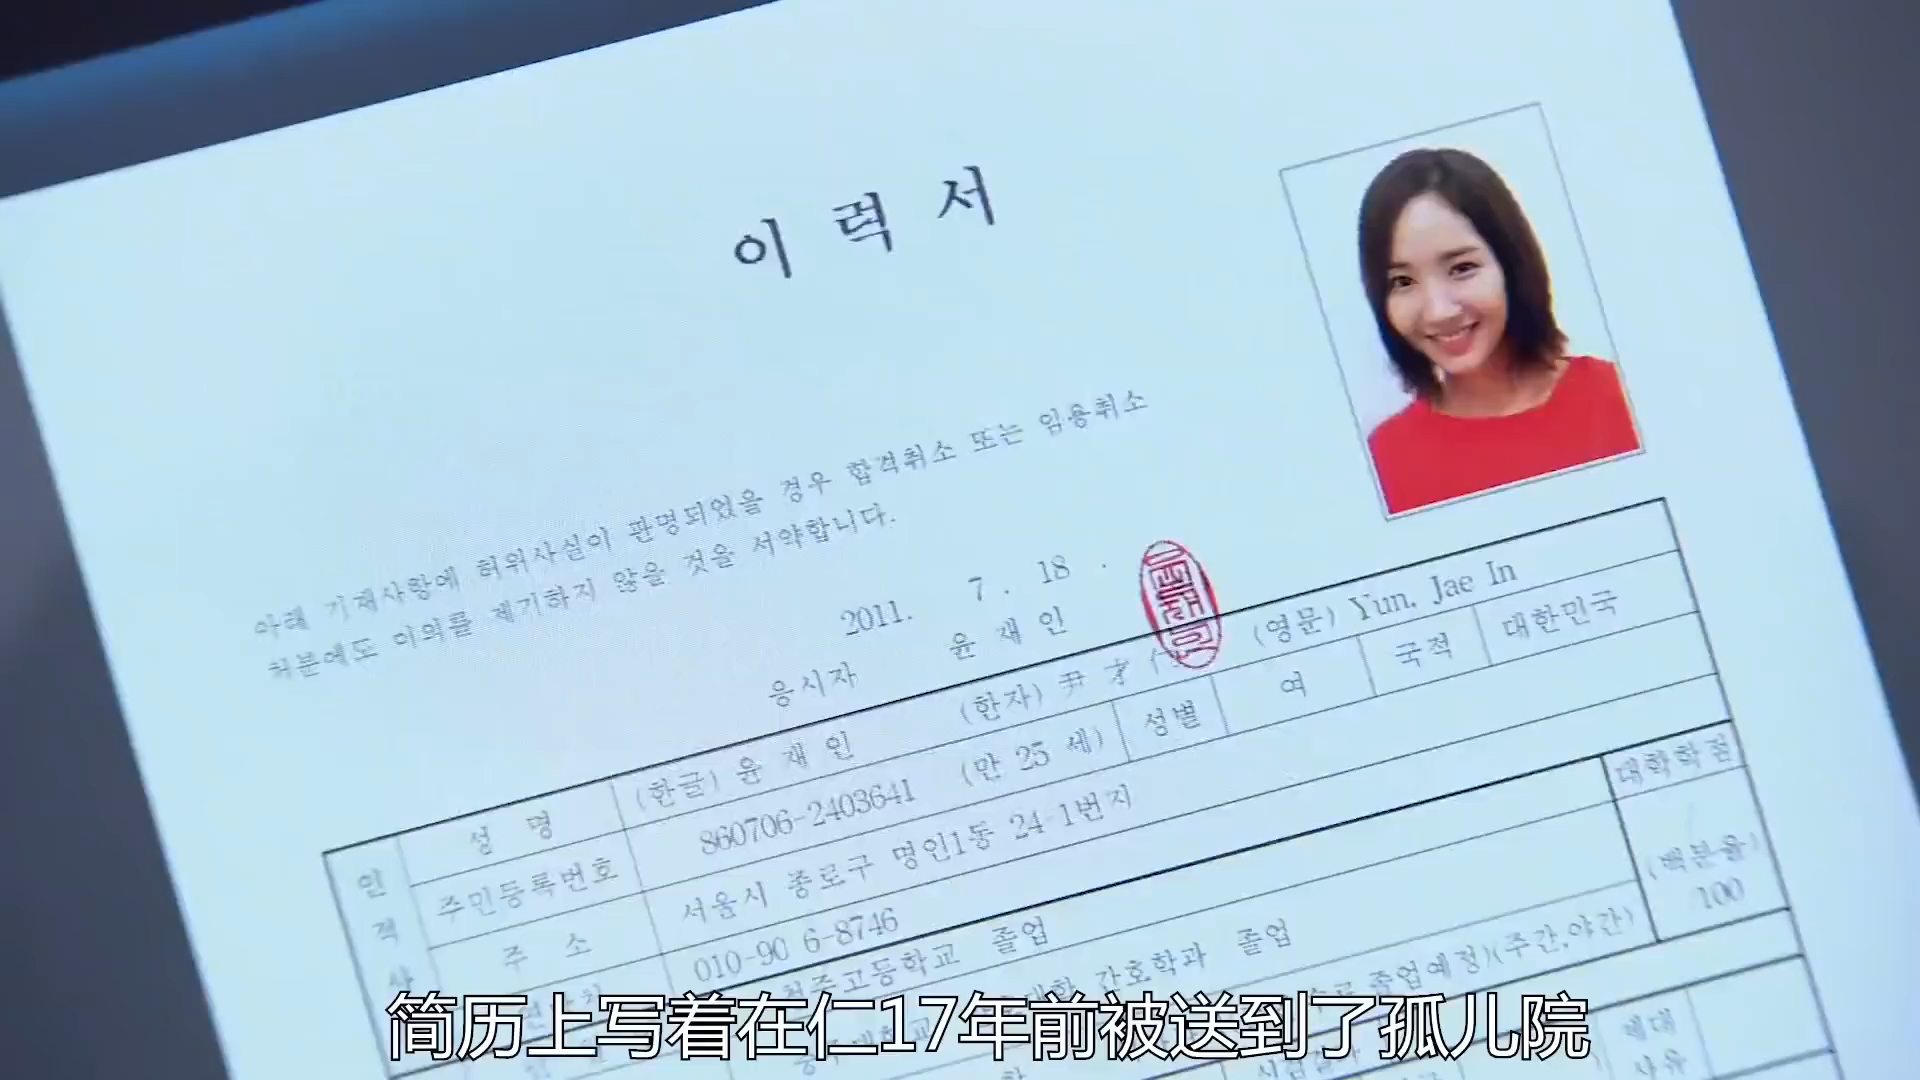 이 력 서
아래 기재사항에 허위사실이 판명되었을 경우 합격취소 또는 임용취소
처분에도 이의를 제기하지 않을 것을 서약합니다.
2011. 7. 18.
응시자 윤 재 인
성 명 (한글) 윤 재 인 (한자) 尹 才 (영문) Yun, Jae In
주민등록번호 860706-2403641 (만 25 세) 성별 여 국적 대한민국
주 소 서울시 종로구 명인1동 24-1번지
010-90 6-8746
고등학교 졸업 대학학점
간호학과 졸업 (백분율)
졸업예정)(주간,야간) 100
인
적
사
简历上写着在仁17年前被送到了孤儿院